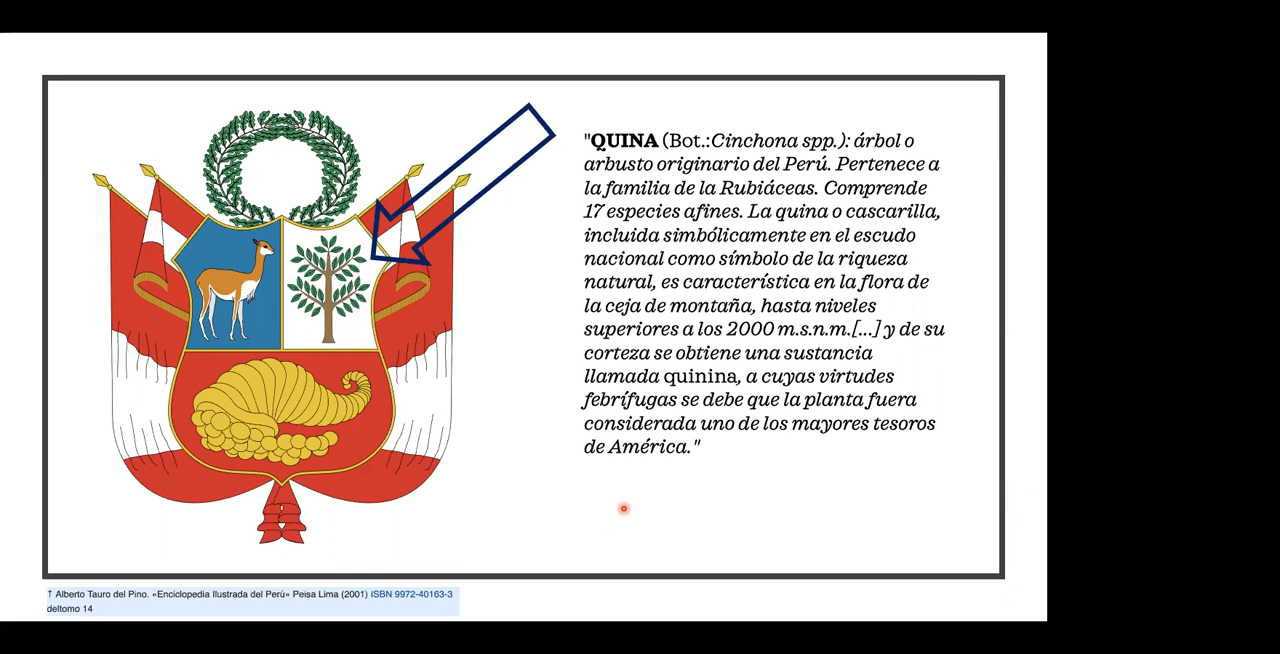 "QUINA (Bot.:Cinchona spp.): árbol o
arbusto originario del Perú. Pertenece a
la familia de la Rubiáceas. Comprende
17 especies afines. La quina o cascarilla,
incluida simbólicamente en el escudo
nacional como símbolo de la riqueza
natural, es característica en la flora de
la ceja de montaña, hasta niveles
superiores a los 2000 m.s.n.m.[...] y de su
corteza se obtiene una sustancia
llamada quinina, a cuyas virtudes
febrífugas se debe que la planta fuera
considerada uno de los mayores tesoros
de América."
↑ Alberto Tauro del Pino. «Enciclopedia Ilustrada del Perú» Peisa Lima (2001) ISBN 9972-40163-3
deltomo 14